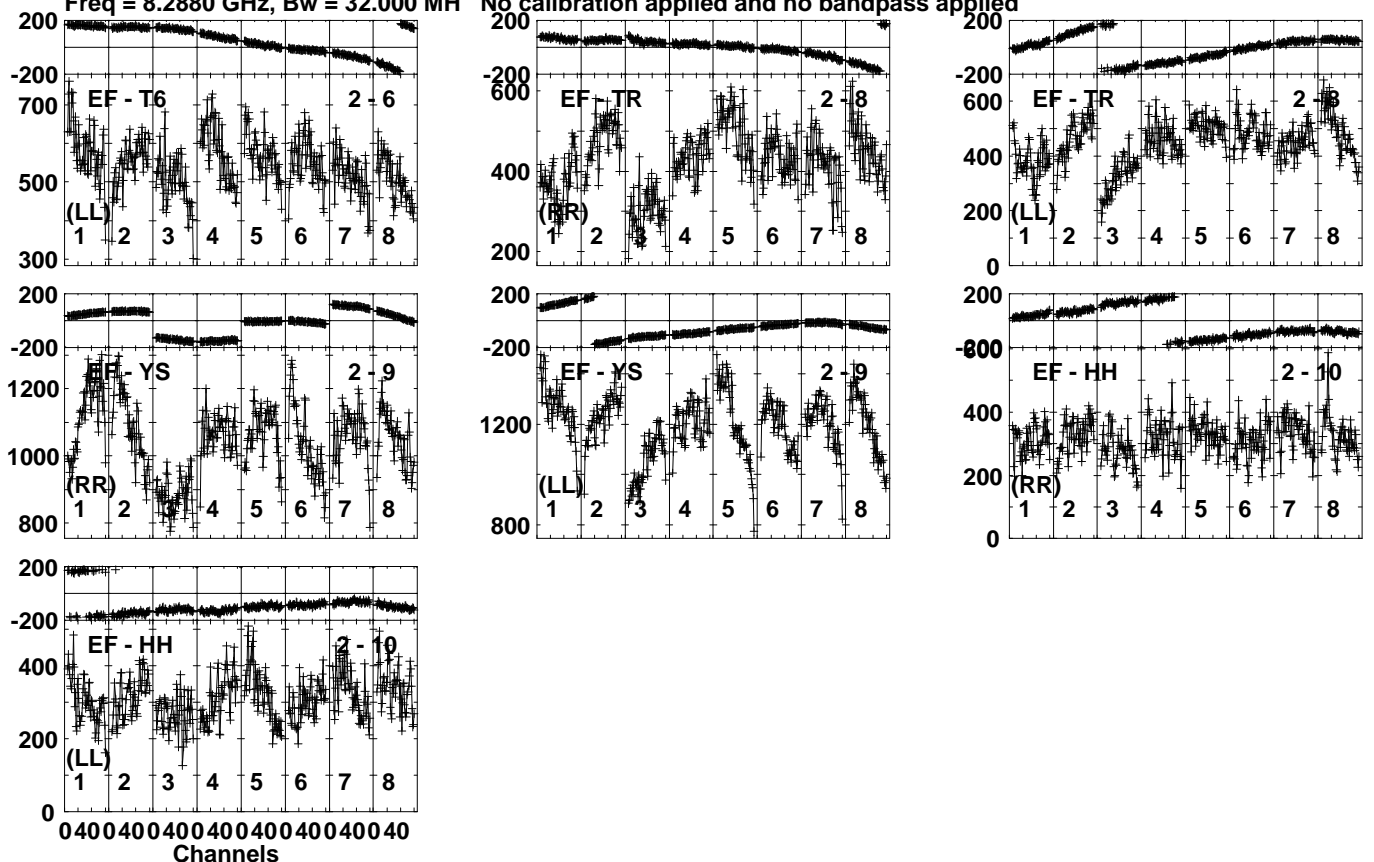 Freq = 8.2880 GHz, Bw = 32.000 MH No calibration applied and no bandpass applied
200
-200
700
500
300
EF - T6
2 - 6
(LL)
1 2 3 4 5 6 7 8
200
-200
600
400
200
EF - TR
2 - 8
(RR)
1 2 3 4 5 6 7 8
200
-200
600
400
200
0
EF - TR
2 - 8
(LL)
1 2 3 4 5 6 7 8
200
-200
1200
1000
800
EF - YS
2 - 9
(RR)
1 2 3 4 5 6 7 8
200
-200
1200
800
EF - YS
2 - 9
(LL)
1 2 3 4 5 6 7 8
200
-200
600
400
200
0
EF - HH
2 - 10
(RR)
1 2 3 4 5 6 7 8
200
-200
400
200
0
EF - HH
2 - 10
(LL)
1 2 3 4 5 6 7 8
0 40 0 40 0 40 0 40 0 40 0 40 0 40 0 40
Channels